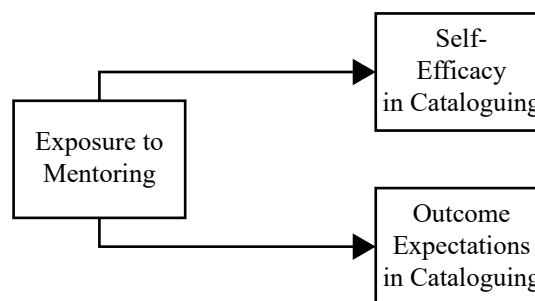 Self-
Efficacy
in Cataloguing
Exposure to
Mentoring
Outcome
Expectations
in Cataloguing